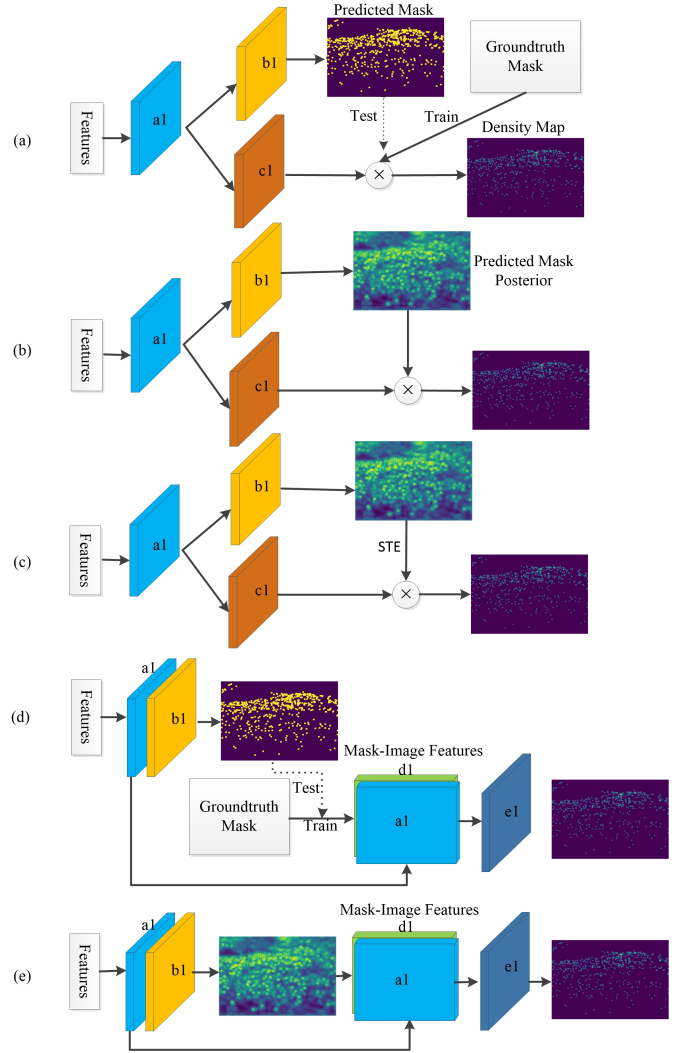 Predicted Mask
b1
Groundtruth
Mask
Features
a1
Test
Train
(a)
Density Map
c1
×
b1
Predicted Mask
Posterior
Features
a1
(b)
c1
×
b1
Features
a1
STE
(c)
c1
×
a1
Features
b1
(d)
Mask-Image Features
d1
Test
Groundtruth
Mask
Train
a1
e1
Mask-Image Features
a1
d1
Features
b1
a1
e1
(e)